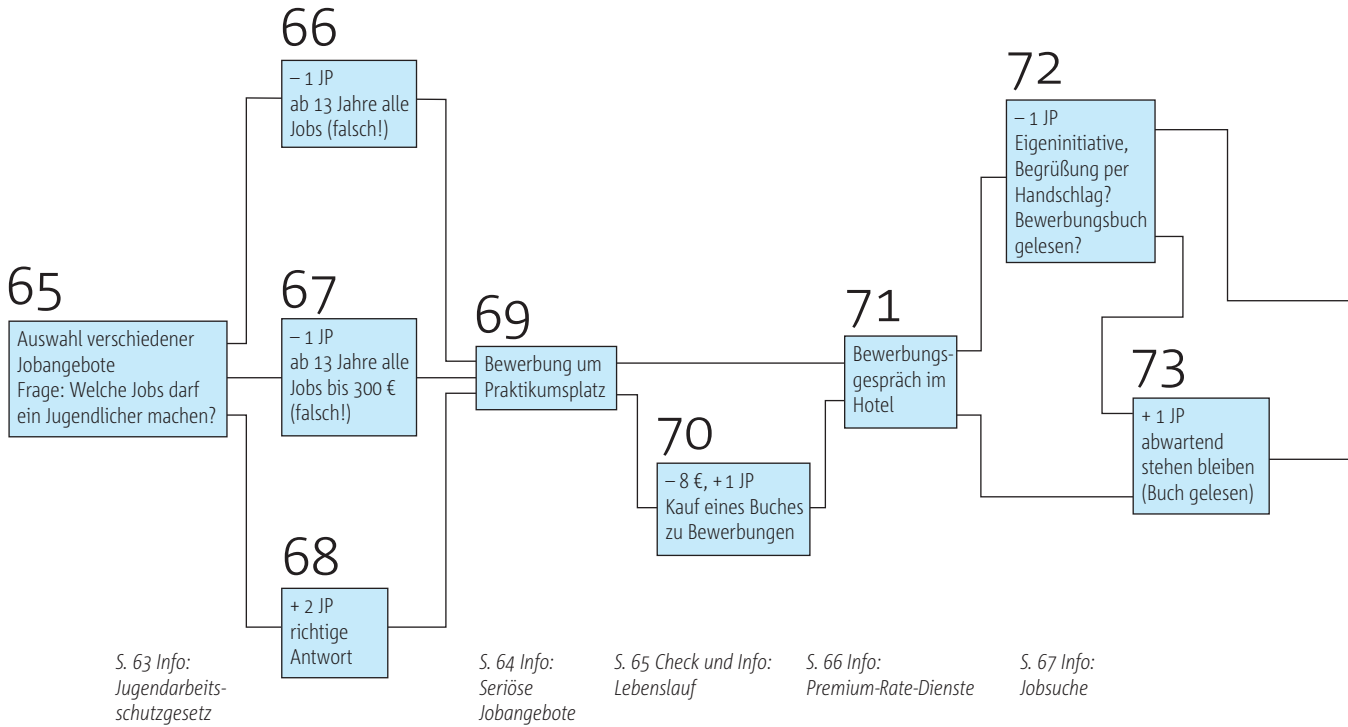 65
Auswahl verschiedener
Jobangebote
Frage: Welche Jobs darf
ein Jugendlicher machen?
66
– 1 JP
ab 13 Jahre alle
Jobs (falsch!)
67
– 1 JP
ab 13 Jahre alle
Jobs bis 300 €
(falsch!)
68
+ 2 JP
richtige
Antwort
69
Bewerbung um
Praktikumsplatz
70
– 8 €, + 1 JP
Kauf eines Buches
zu Bewerbungen
71
Bewerbungs-
gespräch im
Hotel
72
– 1 JP
Eigeninitiative,
Begrüßung per
Handschlag?
Bewerbungsbuch
gelesen?
73
+ 1 JP
abwartend
stehen bleiben
(Buch gelesen)
S. 63 Info:
Jugendarbeits-
schutzgesetz
S. 64 Info:
Seriöse
Jobangebote
S. 65 Check und Info:
Lebenslauf
S. 66 Info:
Premium-Rate-Dienste
S. 67 Info:
Jobsuche